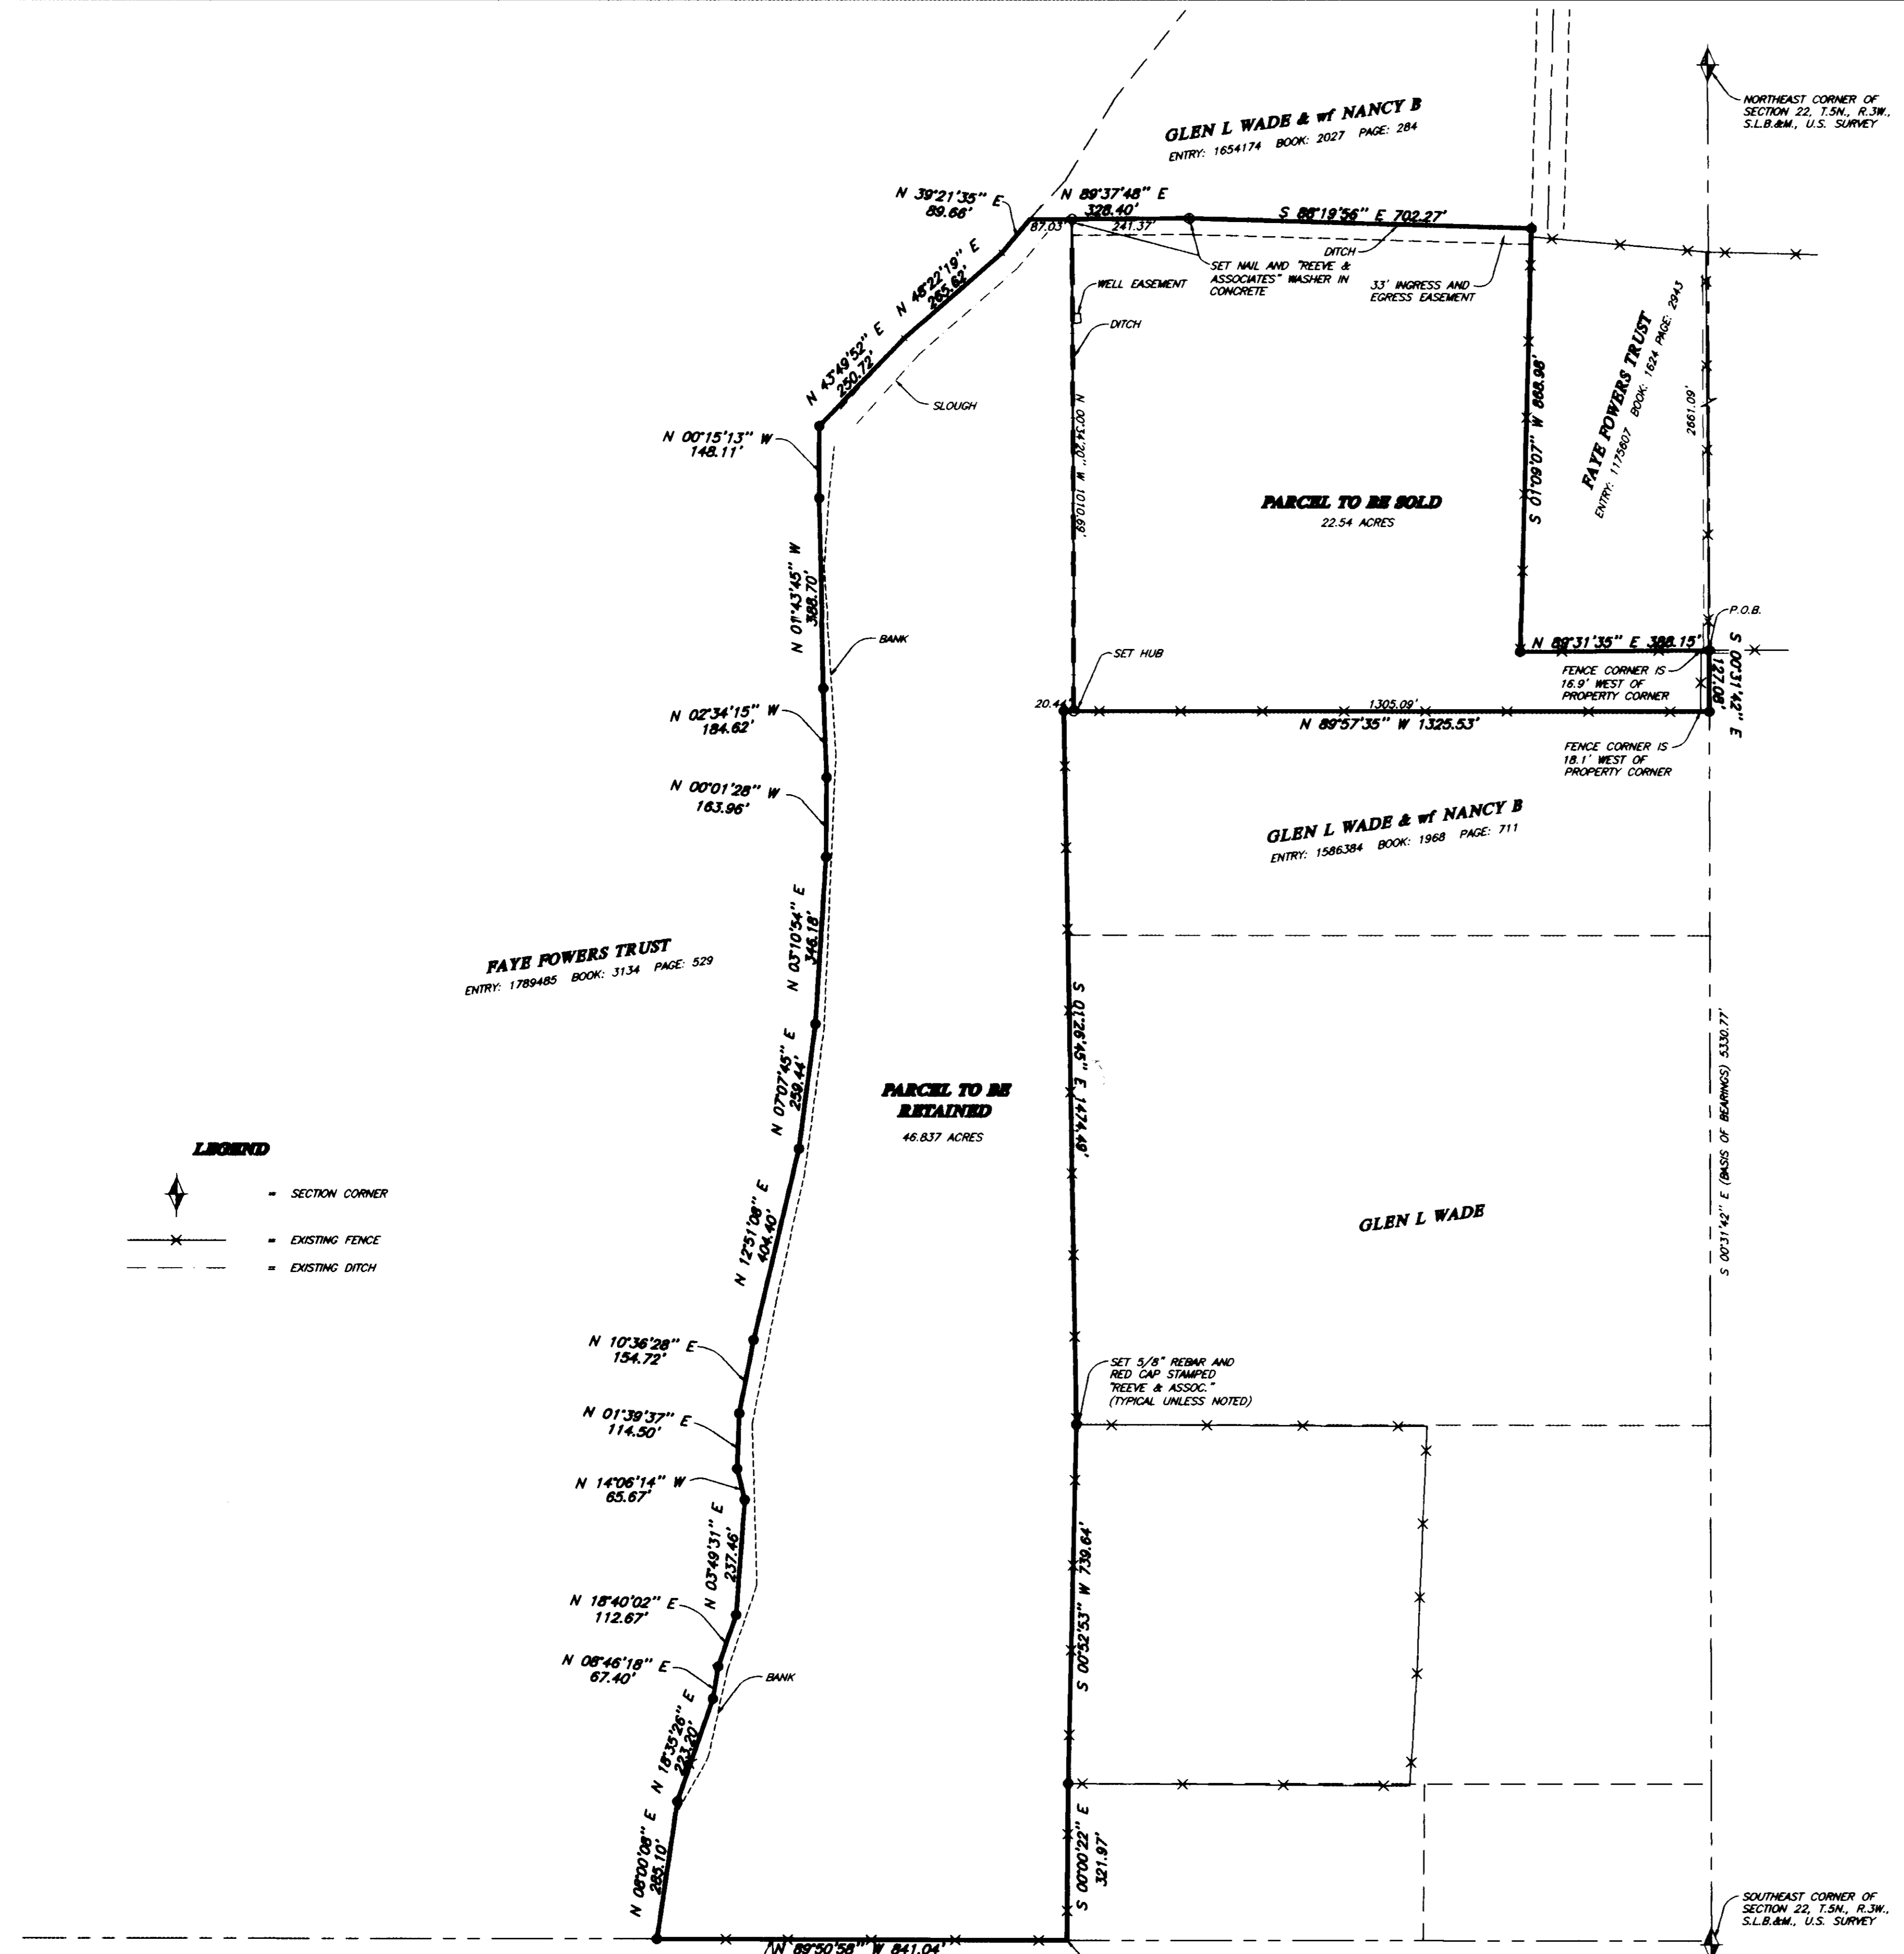 GLEN L WADE & wf NANCY B
ENTRY: 1654174 BOOK: 2027 PAGE: 284
NORTHEAST CORNER OF
SECTION 22, T.5N., R.3W.,
S.L.B.&M., U.S. SURVEY
N 39°21'35" E
89.66'
N 89°37'48" E
328.40'
87.03'
241.37'
S 88°19'56" E 702.27'
DITCH
SET NAIL AND "REEVE &
ASSOCIATES" WASHER IN
CONCRETE
33' INGRESS AND
EGRESS EASEMENT
WELL EASEMENT
DITCH
N 48°22'19" E
265.62'
N 43°49'52" E
250.72'
SLOUGH
N 00°15'13" W
148.11'
N 00°34'20" W 1010.69'
S 01°09'07" W 888.98'
FAYE FOWERS TRUST
ENTRY: 1175607 BOOK: 1624 PAGE: 2943
2661.09'
PARCEL TO BE SOLD
22.54 ACRES
N 01°43'45" W
388.70'
BANK
P.O.B.
N 89°31'35" E 388.15'
S 00°31'42" E
127.08'
FENCE CORNER IS
16.9' WEST OF
PROPERTY CORNER
SET HUB
20.44'
1305.09'
N 89°57'35" W 1325.53'
FENCE CORNER IS
18.1' WEST OF
PROPERTY CORNER
N 02°34'15" W
184.62'
N 00°01'28" W
163.96'
GLEN L WADE & wf NANCY B
ENTRY: 1586384 BOOK: 1968 PAGE: 711
N 03°10'54" E
346.18'
FAYE FOWERS TRUST
ENTRY: 1789485 BOOK: 3134 PAGE: 529
S 01°26'45" E 1474.49'
S 00°31'42" E (BASIS OF BEARINGS) 5330.77'
N 07°07'45" E
259.44'
PARCEL TO BE
RETAINED
46.837 ACRES
LEGEND
= SECTION CORNER
= EXISTING FENCE
= EXISTING DITCH
N 12°51'08" E
404.40'
GLEN L WADE
N 10°36'28" E
154.72'
SET 5/8" REBAR AND
RED CAP STAMPED
"REEVE & ASSOC."
(TYPICAL UNLESS NOTED)
N 01°39'37" E
114.50'
N 14°06'14" W
65.67'
N 03°49'31" E
237.46'
S 00°52'53" W 739.64'
N 18°40'02" E
112.67'
N 08°46'18" E
67.40'
BANK
N 18°35'26" E
223.20'
N 08°00'08" E
285.10'
S 00°00'22" E
321.97'
SOUTHEAST CORNER OF
SECTION 22, T.5N., R.3W.,
S.L.B.&M., U.S. SURVEY
N 89°50'58" W 841.04'